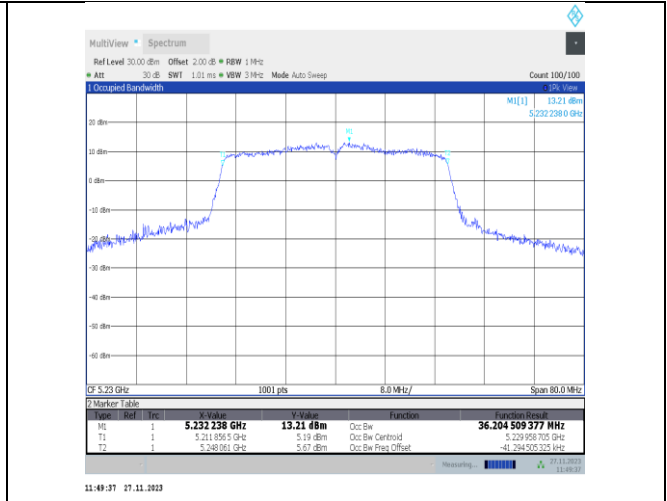 MultiView Spectrum
Ref Level 30.00 dBm Offset 2.00 dB RBW 1 MHz
Att 30 dB SWT 1.01 ms VBW 3 MHz Mode Auto Sweep Count 100/100
1 Occupied Bandwidth 1Pk View
M1[1] 13.21 dBm
5.232 238 0 GHz
20 dBm
M1
10 dBm
0 dBm
-10 dBm
-20 dBm
-30 dBm
-40 dBm
-50 dBm
-60 dBm
CF 5.23 GHz 1001 pts 8.0 MHz/ Span 80.0 MHz
2 Marker Table
Type Ref Trc X-Value Y-Value Function Function Result
M1 1 5.232 238 GHz 13.21 dBm Occ Bw 36.204 509 377 MHz
T1 1 5.211 856 5 GHz 5.19 dBm Occ Bw Centroid 5.229 958 705 GHz
T2 1 5.248 061 GHz 5.67 dBm Occ Bw Freq Offset -41.294 505 325 kHz
Measuring... 27.11.2023
11:49:37
11:49:37 27.11.2023